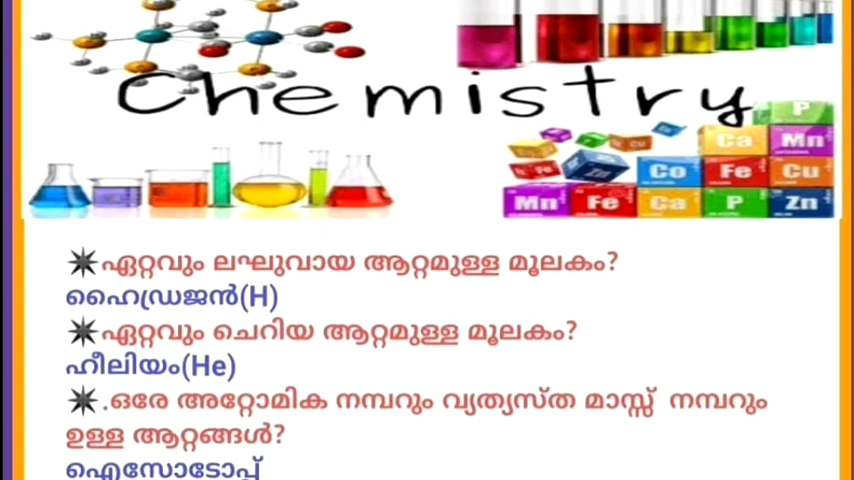 Chemistry
P
Ca Mn
Co Fe Cu
Mn Fe Ca P Zn
ഏറ്റവും ലഘുവായ ആറ്റമുള്ള മൂലകം?
ഹൈഡ്രജൻ(H)
ഏറ്റവും ചെറിയ ആറ്റമുള്ള മൂലകം?
ഹീലിയം(He)
.ഒരേ അറ്റോമിക നമ്പറും വ്യത്യസ്ത മാസ്സ് നമ്പറും
ഉള്ള ആറ്റങ്ങൾ?
ഐസോടോപ്പ്